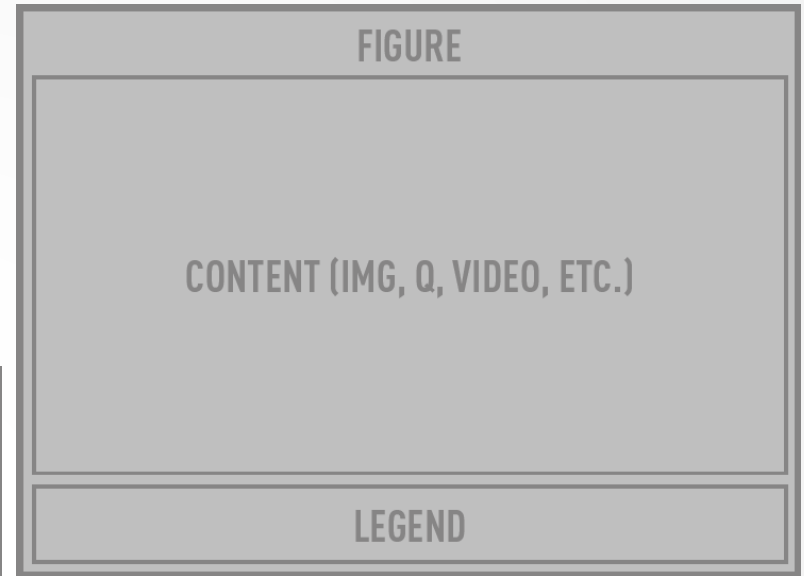 FIGURE
CONTENT (IMG, Q, VIDEO, ETC.)
LEGEND